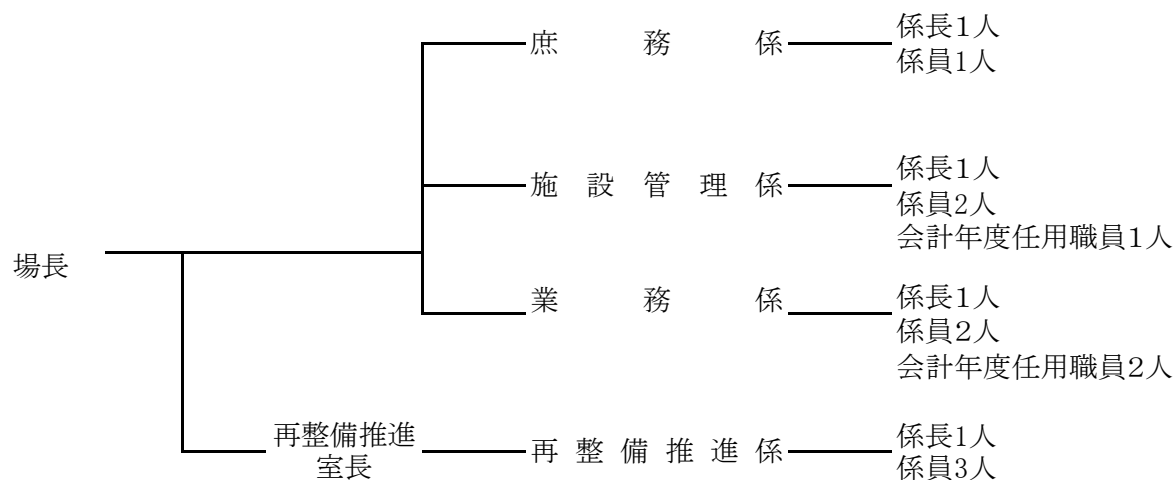 庶務係
係長1人
係員1人
施設管理係
係長1人
係員2人
会計年度任用職員1人
場長
業務係
係長1人
係員2人
会計年度任用職員2人
再整備推進
室長
再整備推進係
係長1人
係員3人